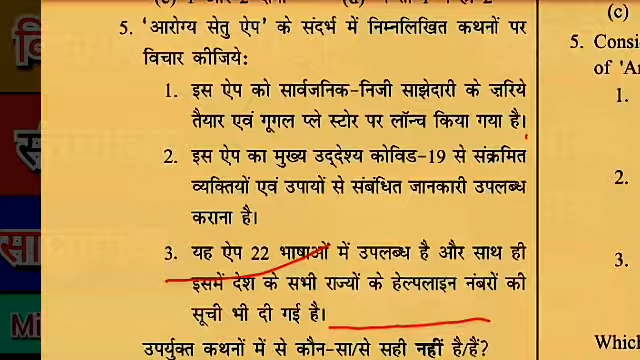 5. ‘आरोग्य सेतु ऐप’ के संदर्भ में निम्नलिखित कथनों पर
विचार कीजिये:
1. इस ऐप को सार्वजनिक-निजी साझेदारी के ज़रिये
तैयार एवं गूगल प्ले स्टोर पर लॉन्च किया गया है।
2. इस ऐप का मुख्य उद्देश्य कोविड-19 से संक्रमित
व्यक्तियों एवं उपायों से संबंधित जानकारी उपलब्ध
कराना है।
3. यह ऐप 22 भाषाओं में उपलब्ध है और साथ ही
इसमें देश के सभी राज्यों के हेल्पलाइन नंबरों की
सूची भी दी गई है।
उपर्युक्त कथनों में से कौन-सा/से सही नहीं है/हैं?
(c)
5. Consi
of 'A
1.
2.
3.
Which
Mi